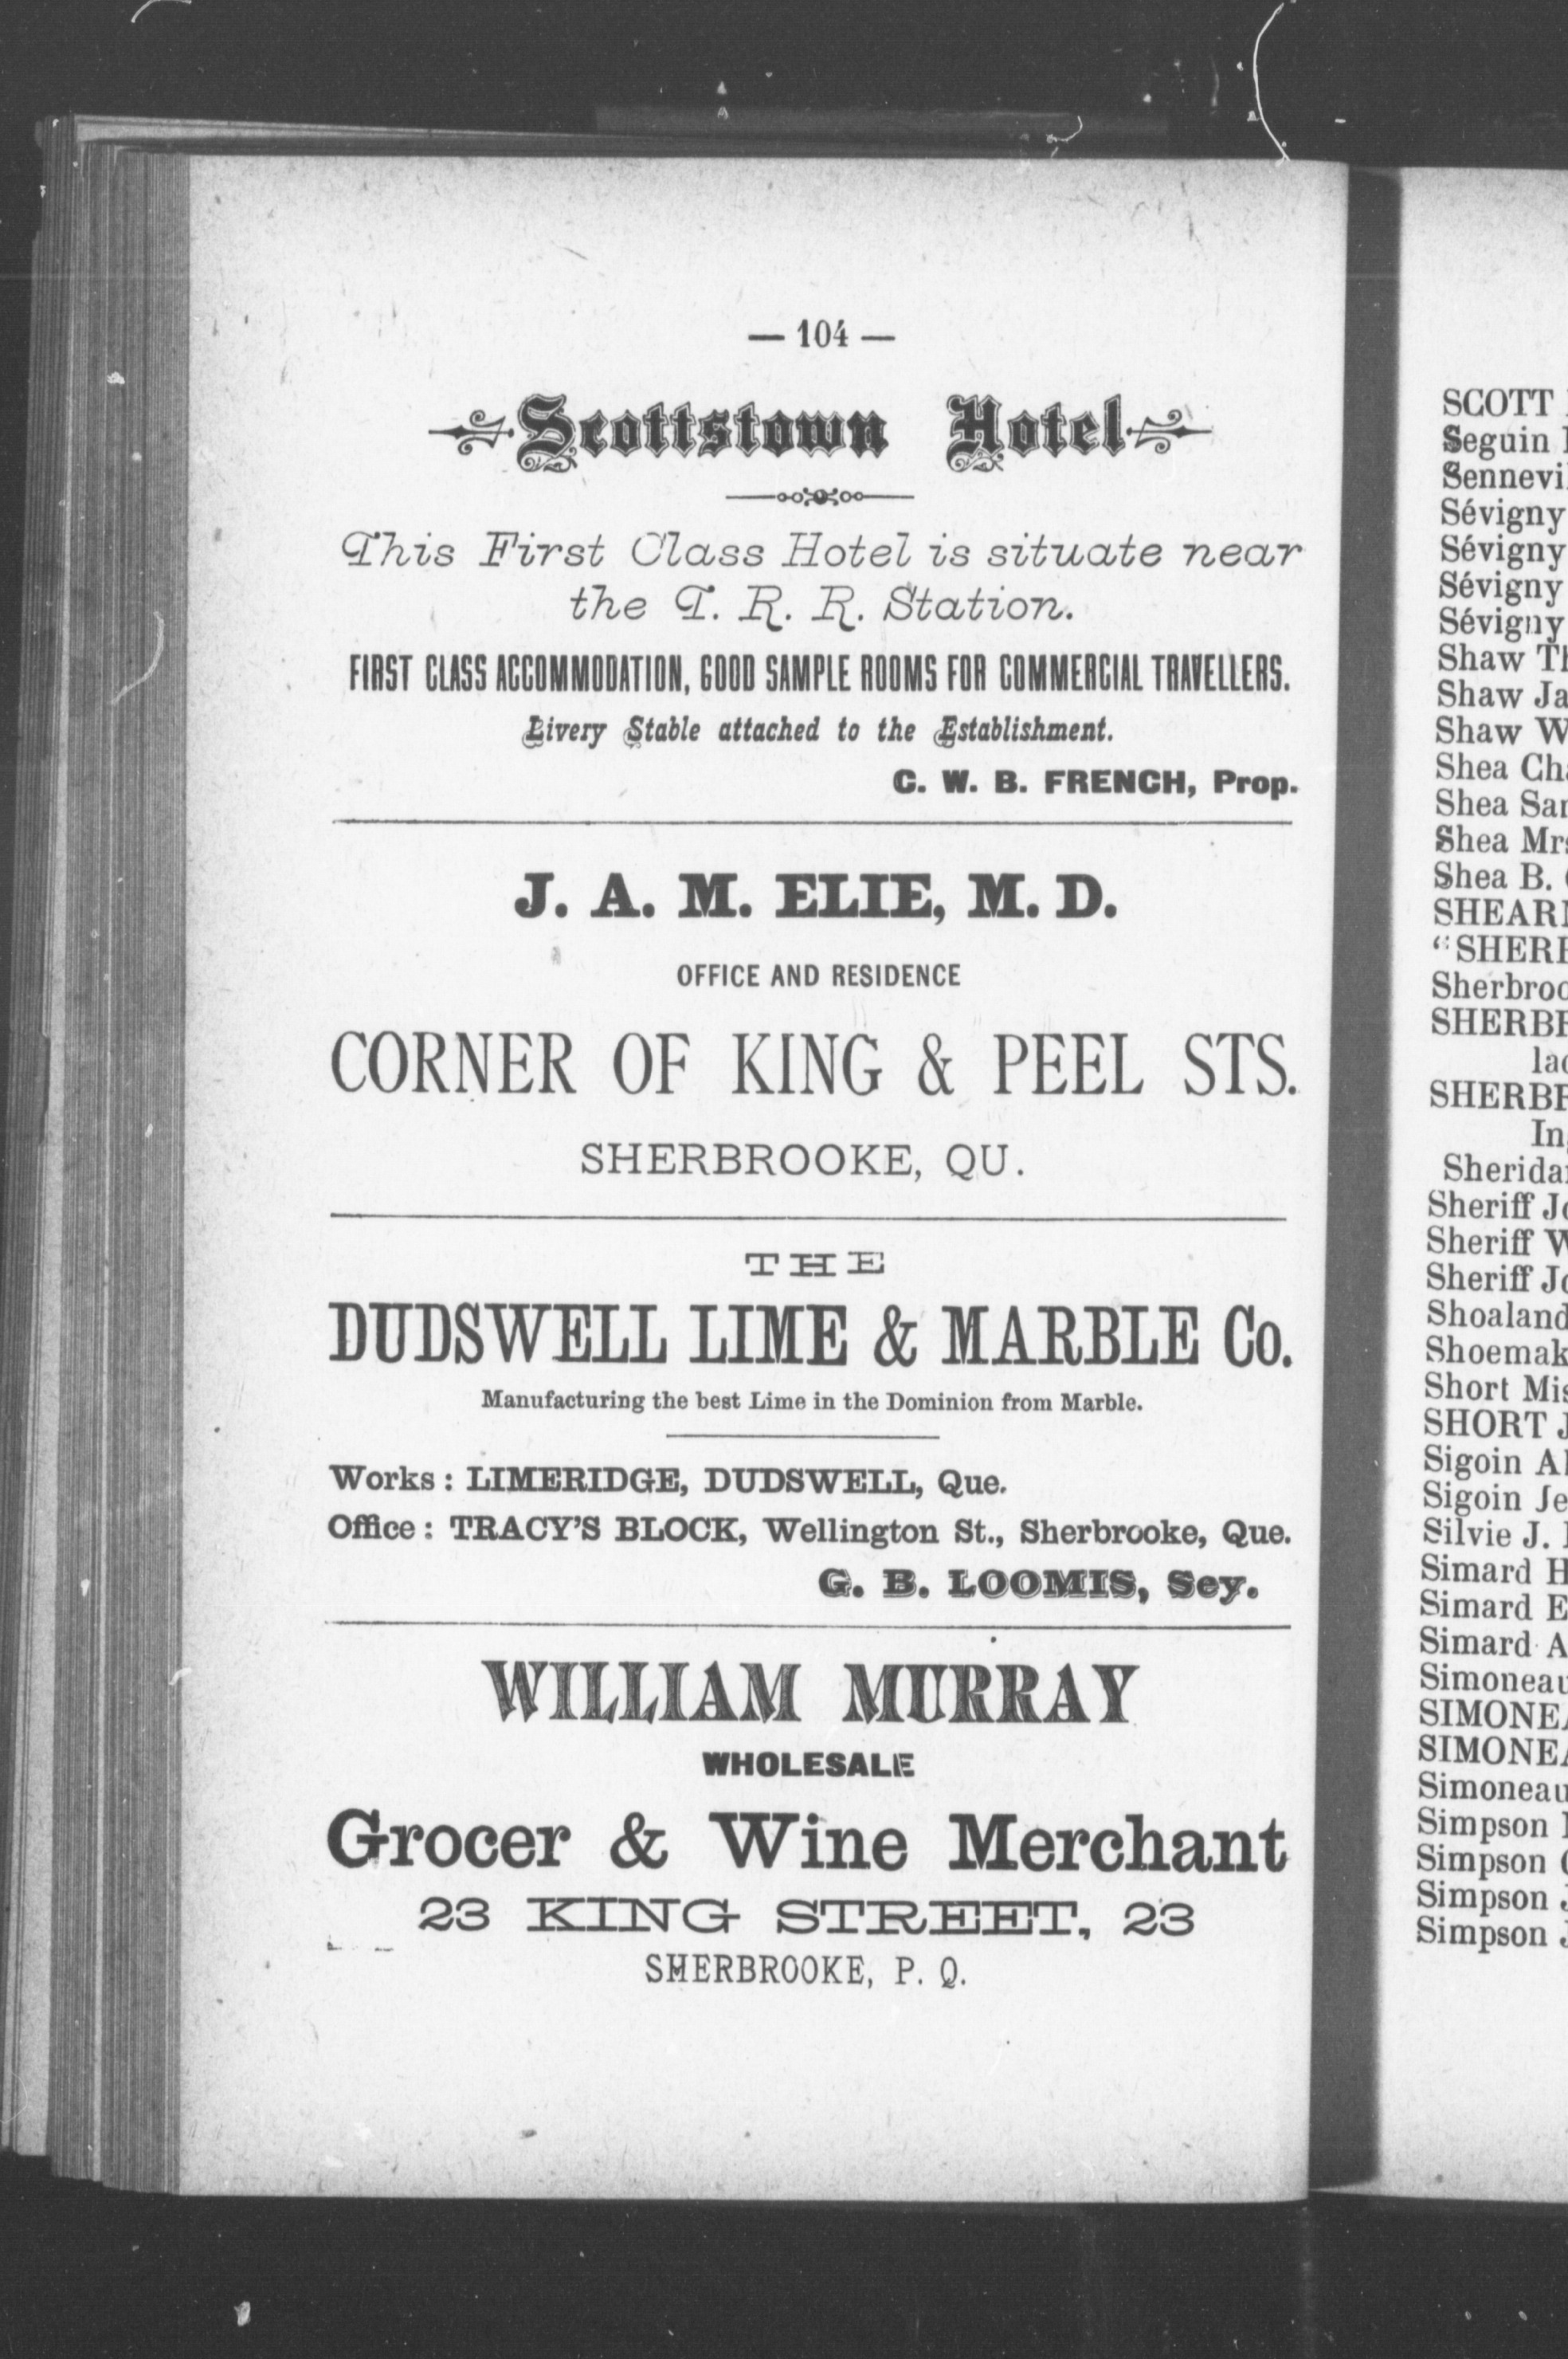 — 104 —
Scottstown Hotel
This First Class Hotel is situate near
the T. R. R. Station.
FIRST CLASS ACCOMMODATION, GOOD SAMPLE ROOMS FOR COMMERCIAL TRAVELLERS.
Livery Stable attached to the Establishment.
C. W. B. FRENCH, Prop.
J. A. M. ELIE, M. D.
OFFICE AND RESIDENCE
CORNER OF KING & PEEL STS.
SHERBROOKE, QU.
THE
DUDSWELL LIME & MARBLE Co.
Manufacturing the best Lime in the Dominion from Marble.
Works : LIMERIDGE, DUDSWELL, Que.
Office : TRACY'S BLOCK, Wellington St., Sherbrooke, Que.
G. B. LOOMIS, Sey.
WILLIAM MURRAY
WHOLESALE
Grocer & Wine Merchant
23 KING STREET, 23
SHERBROOKE, P. Q.
SCOTT
Seguin
Sévigny
Sévigny
Sévigny
Sévigny
Shaw
Shaw
Shaw
Shea
Shea
Shea
Shea B.
Sheriff
Sheriff
Sheriff
Short
SHORT
Sigoin
Sigoin
Silvie J.
Simard
Simard
Simard
Simpson
Simpson
Simpson
Simpson